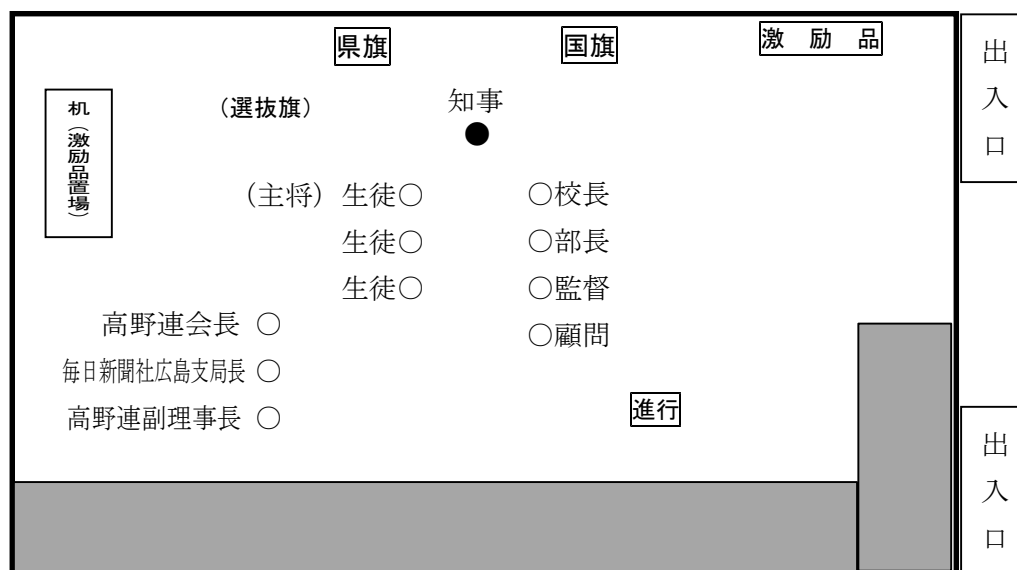 県旗
国旗
激 励 品
出入口
机（激励品置場）
（選抜旗）
知事
●
（主将） 生徒○ ○校長
生徒○ ○部長
生徒○ ○監督
高野連会長 ○
○顧問
毎日新聞社広島支局長 ○
高野連副理事長 ○
進行
出入口